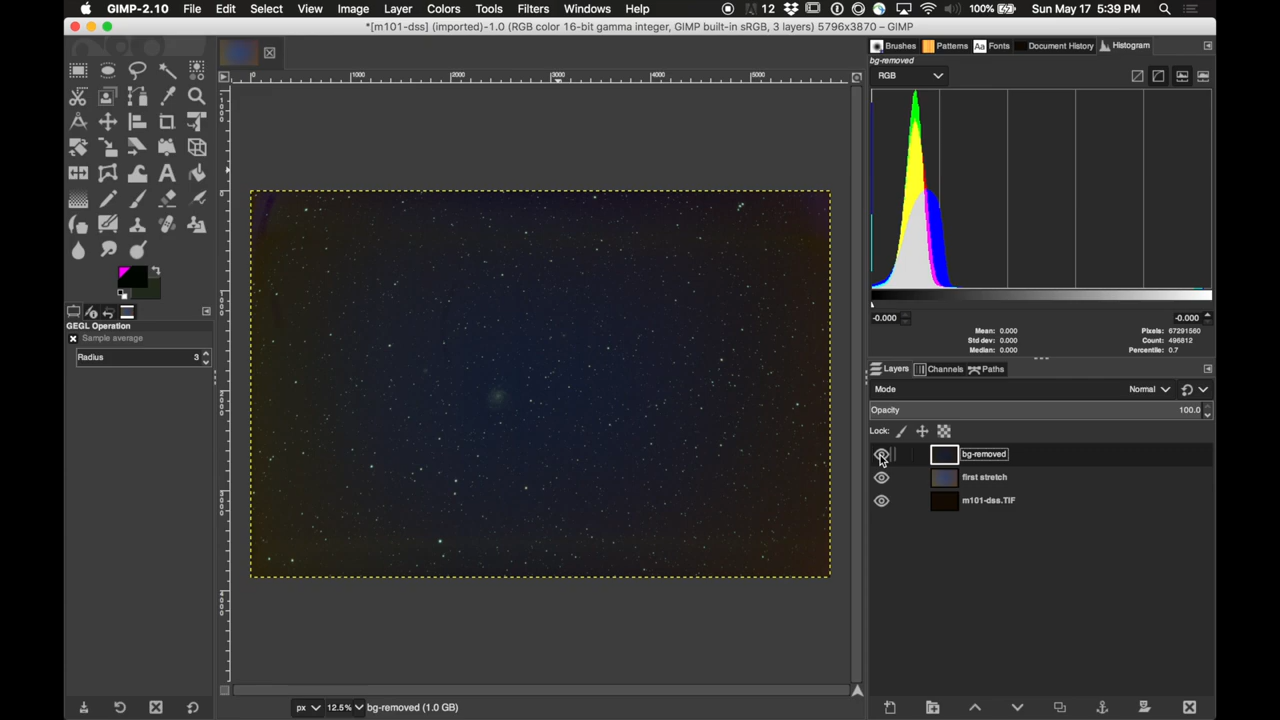 GIMP-2.10 File Edit Select View Image Layer Colors Tools Filters Windows Help 12 100% Sun May 17 5:39 PM
*[m101-dss] (imported)-1.0 (RGB color 16-bit gamma integer, GIMP built-in sRGB, 3 layers) 5796x3870 – GIMP
Brushes Patterns Aa Fonts Document History Histogram
bg-removed
RGB
0 1000 2000 3000 4000 5000
-0.000 -0.000
Mean: 0.000 Pixels: 67291560
Std dev: 0.000 Count: 496812
Median: 0.000 Percentile: 0.7
GEGL Operation
Sample average
Radius 3
Layers Channels Paths
Mode Normal
Opacity 100.0
Lock:
bg-removed
first stretch
m101-dss.TIF
px 12.5% bg-removed (1.0 GB)